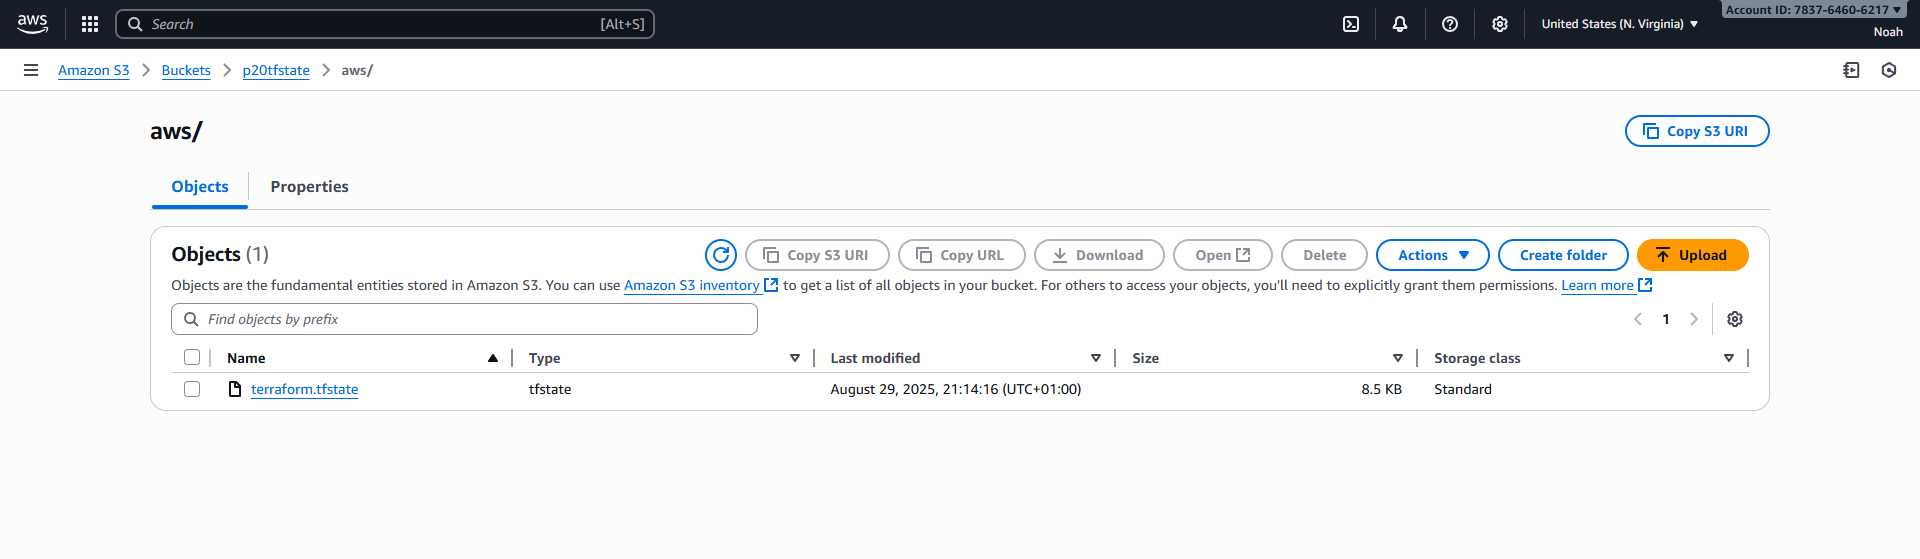 aws
Search [Alt+S]
United States (N. Virginia)
Account ID: 7837-6460-6217
Noah
Amazon S3 > Buckets > p20tfstate > aws/
aws/
Copy S3 URI
Objects
Properties
Objects (1)
Copy S3 URI
Copy URL
Download
Open
Delete
Actions
Create folder
Upload
Objects are the fundamental entities stored in Amazon S3. You can use Amazon S3 inventory to get a list of all objects in your bucket. For others to access your objects, you'll need to explicitly grant them permissions. Learn more
Find objects by prefix
1
Name Type Last modified Size Storage class
terraform.tfstate tfstate August 29, 2025, 21:14:16 (UTC+01:00) 8.5 KB Standard